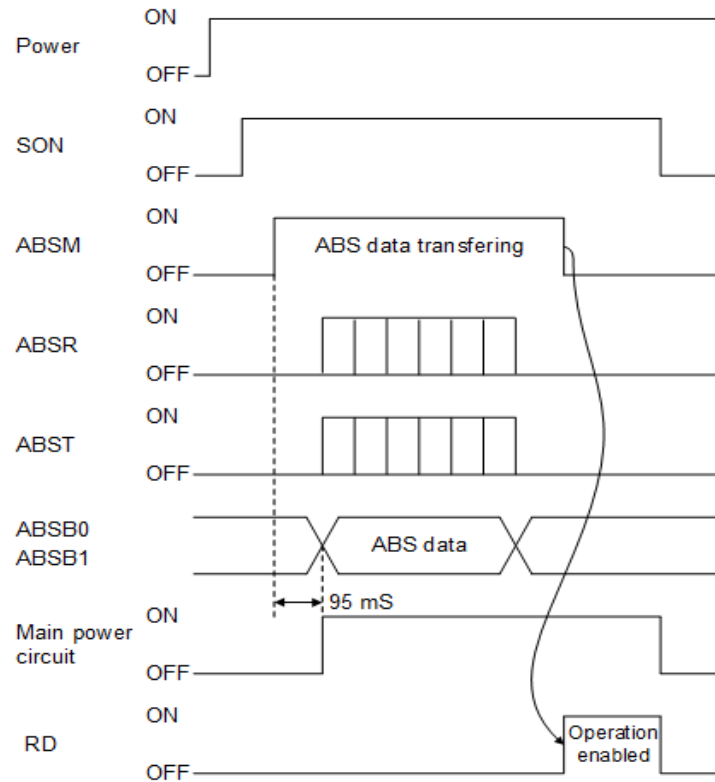 ON
Power
OFF
ON
SON
OFF
ON
ABSM
ABS data transfering
OFF
ON
ABSR
OFF
ON
ABST
OFF
ABSB0
ABSB1
ABS data
95 mS
ON
Main power
circuit
OFF
ON
RD
Operation
enabled
OFF